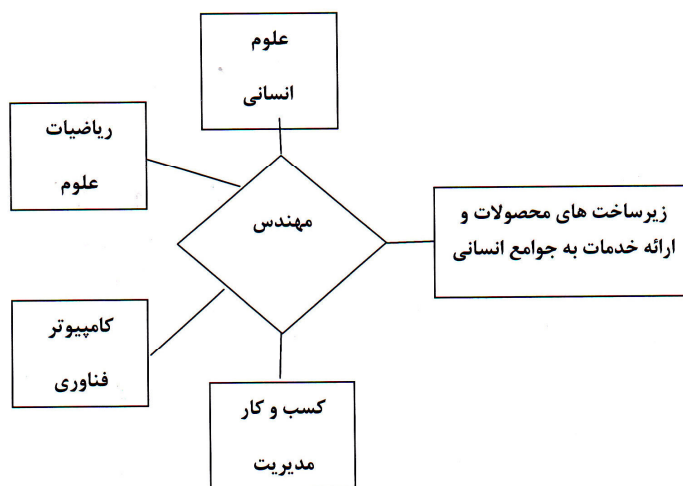 علوم
انسانی
ریاضیات
علوم
مهندس
زیرساخت های محصولات و
ارائه خدمات به جوامع انسانی
کامپیوتر
فناوری
کسب و کار
مدیریت